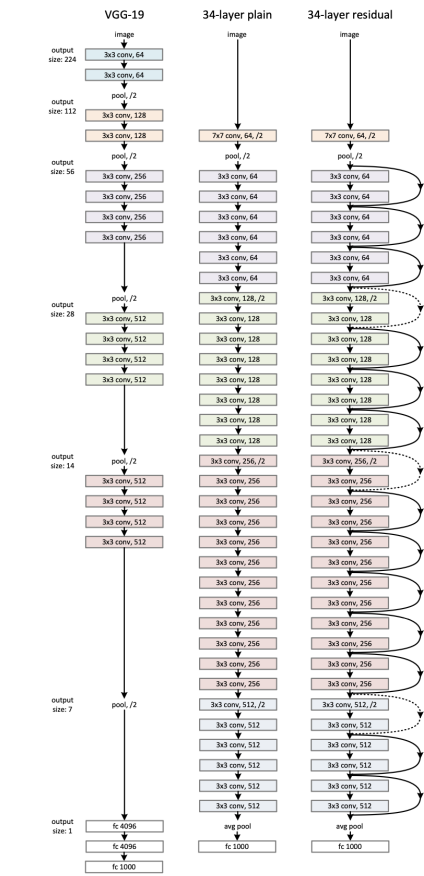 VGG-19
image
output
size: 224
3x3 conv, 64
3x3 conv, 64
pool, /2
output
size: 112
3x3 conv, 128
3x3 conv, 128
pool, /2
output
size: 56
3x3 conv, 256
3x3 conv, 256
3x3 conv, 256
3x3 conv, 256
pool, /2
output
size: 28
3x3 conv, 512
3x3 conv, 512
3x3 conv, 512
3x3 conv, 512
pool, /2
output
size: 14
3x3 conv, 512
3x3 conv, 512
3x3 conv, 512
3x3 conv, 512
pool, /2
output
size: 7
output
size: 1
fc 4096
fc 4096
fc 1000
34-layer plain
image
7x7 conv, 64, /2
pool, /2
3x3 conv, 64
3x3 conv, 64
3x3 conv, 64
3x3 conv, 64
3x3 conv, 64
3x3 conv, 64
3x3 conv, 128, /2
3x3 conv, 128
3x3 conv, 128
3x3 conv, 128
3x3 conv, 128
3x3 conv, 128
3x3 conv, 128
3x3 conv, 128
3x3 conv, 256, /2
3x3 conv, 256
3x3 conv, 256
3x3 conv, 256
3x3 conv, 256
3x3 conv, 256
3x3 conv, 256
3x3 conv, 256
3x3 conv, 256
3x3 conv, 256
3x3 conv, 256
3x3 conv, 256
3x3 conv, 512, /2
3x3 conv, 512
3x3 conv, 512
3x3 conv, 512
3x3 conv, 512
3x3 conv, 512
avg pool
fc 1000
34-layer residual
image
7x7 conv, 64, /2
pool, /2
3x3 conv, 64
3x3 conv, 64
3x3 conv, 64
3x3 conv, 64
3x3 conv, 64
3x3 conv, 64
3x3 conv, 128, /2
3x3 conv, 128
3x3 conv, 128
3x3 conv, 128
3x3 conv, 128
3x3 conv, 128
3x3 conv, 128
3x3 conv, 128
3x3 conv, 256, /2
3x3 conv, 256
3x3 conv, 256
3x3 conv, 256
3x3 conv, 256
3x3 conv, 256
3x3 conv, 256
3x3 conv, 256
3x3 conv, 256
3x3 conv, 256
3x3 conv, 256
3x3 conv, 256
3x3 conv, 512, /2
3x3 conv, 512
3x3 conv, 512
3x3 conv, 512
3x3 conv, 512
3x3 conv, 512
avg pool
fc 1000